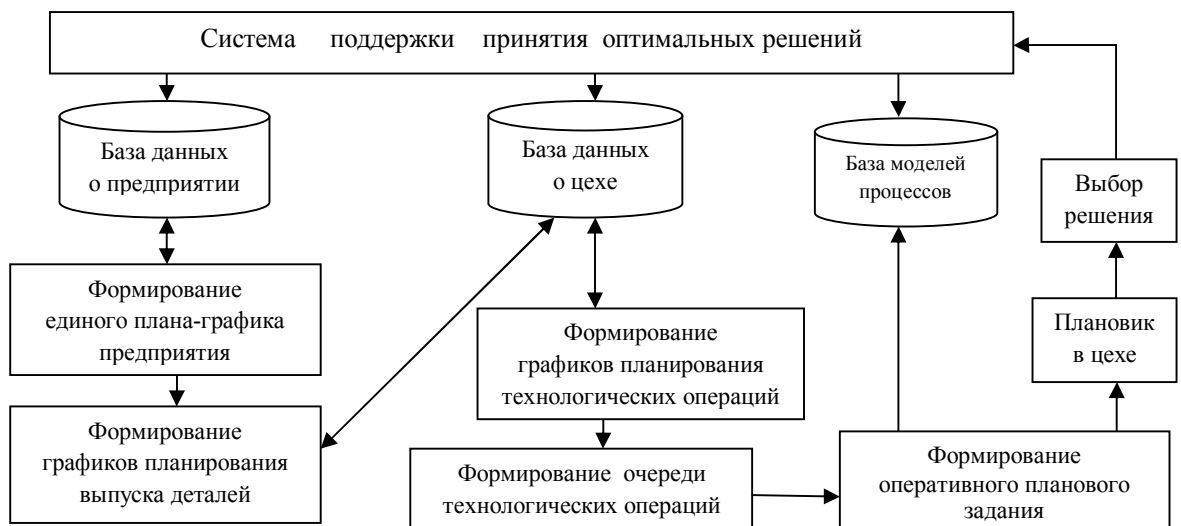 Система поддержки принятия оптимальных решений
База данных
о предприятии
База данных
о цехе
База моделей
процессов
Выбор
решения
Формирование
единого плана-графика
предприятия
Формирование
графиков планирования
технологических операций
Плановик
в цехе
Формирование
графиков планирования
выпуска деталей
Формирование очереди
технологических операций
Формирование
оперативного планового
задания